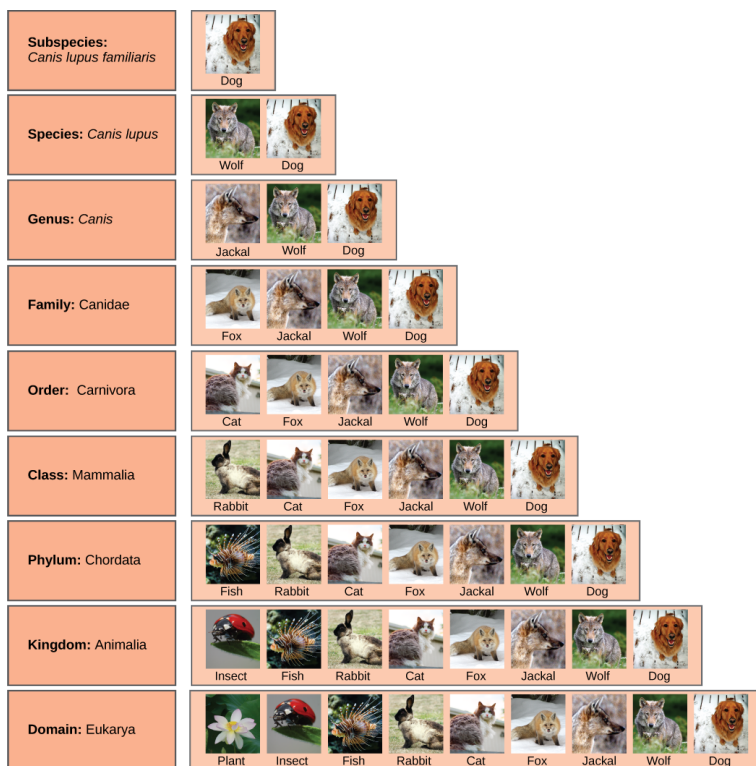 Subspecies:
Canis lupus familiaris
Dog
Species: Canis lupus
Wolf Dog
Genus: Canis
Jackal Wolf Dog
Family: Canidae
Fox Jackal Wolf Dog
Order: Carnivora
Cat Fox Jackal Wolf Dog
Class: Mammalia
Rabbit Cat Fox Jackal Wolf Dog
Phylum: Chordata
Fish Rabbit Cat Fox Jackal Wolf Dog
Kingdom: Animalia
Insect Fish Rabbit Cat Fox Jackal Wolf Dog
Domain: Eukarya
Plant Insect Fish Rabbit Cat Fox Jackal Wolf Dog